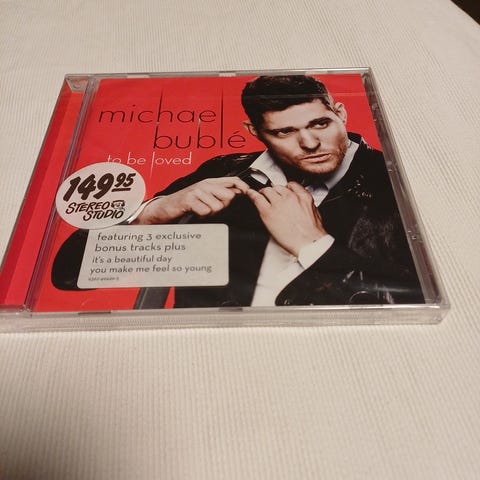 michael
bublé
to be loved
149.95
STEREO
STUDIO
featuring 3 exclusive
bonus tracks plus
it's a beautiful day
you make me feel so young